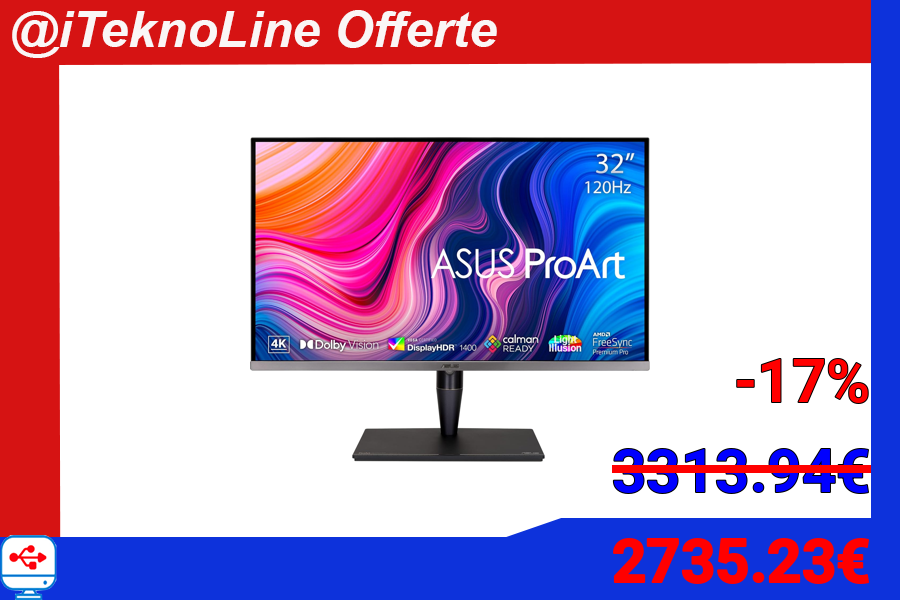 @iTeknoLine Offerte
32”
120Hz
ASUS ProArt
4K
Dolby Vision
DisplayHDR™ 1400
calman
READY
Light
Illusion
AMD
FreeSync
Premium Pro
-17%
3313.94€
2735.23€